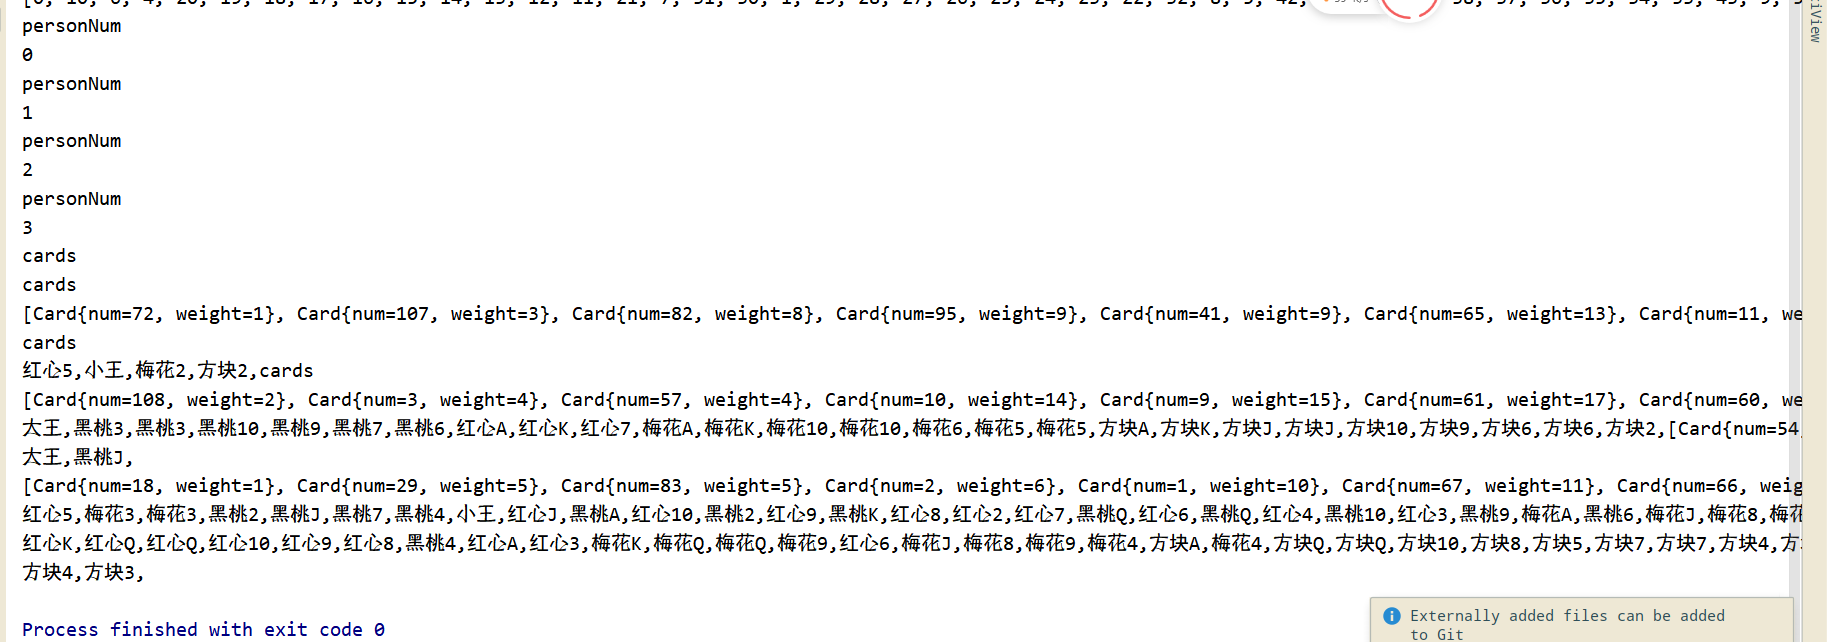 personNum
0
personNum
1
personNum
2
personNum
3
cards
cards
[Card{num=72, weight=1}, Card{num=107, weight=3}, Card{num=82, weight=8}, Card{num=95, weight=9}, Card{num=41, weight=9}, Card{num=65, weight=13}, Card{num=11, we
cards
红心5,小王,梅花2,方块2,cards
[Card{num=108, weight=2}, Card{num=3, weight=4}, Card{num=57, weight=4}, Card{num=10, weight=14}, Card{num=9, weight=15}, Card{num=61, weight=17}, Card{num=60, we
大王,黑桃3,黑桃3,黑桃10,黑桃9,黑桃7,黑桃6,红心A,红心K,红心7,梅花A,梅花K,梅花10,梅花10,梅花6,梅花5,梅花5,方块A,方块K,方块J,方块J,方块10,方块9,方块6,方块6,方块2,[Card{num=54,
大王,黑桃J,
[Card{num=18, weight=1}, Card{num=29, weight=5}, Card{num=83, weight=5}, Card{num=2, weight=6}, Card{num=1, weight=10}, Card{num=67, weight=11}, Card{num=66, weig
红心5,梅花3,梅花3,黑桃2,黑桃J,黑桃7,黑桃4,小王,红心J,黑桃A,红心10,黑桃2,红心9,黑桃K,红心8,红心2,红心7,黑桃Q,红心6,黑桃Q,红心4,黑桃10,红心3,黑桃9,梅花A,黑桃6,梅花J,梅花8,梅花
红心K,红心Q,红心Q,红心10,红心9,红心8,黑桃4,红心A,红心3,梅花K,梅花Q,梅花Q,梅花9,红心6,梅花J,梅花8,梅花9,梅花4,方块A,梅花4,方块Q,方块Q,方块10,方块8,方块5,方块7,方块7,方块4,方
方块4,方块3,
Process finished with exit code 0
Externally added files can be added
to Git
iView